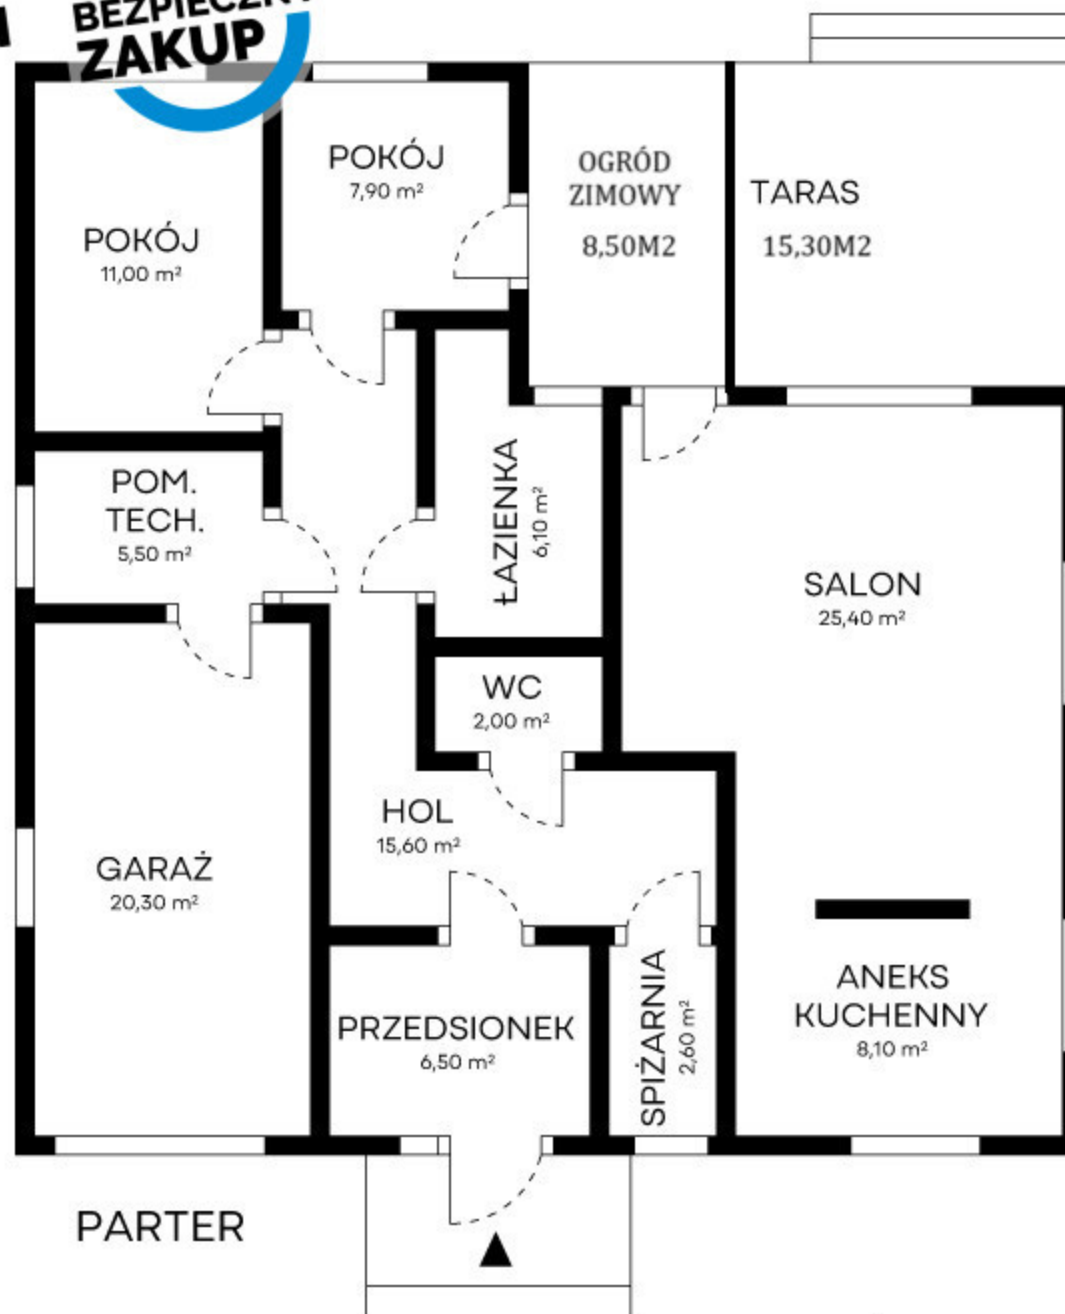 ZAKUP
POKÓJ
7,90 m²
OGRÓD
ZIMOWY
8,50M2
TARAS
15,30M2
POKÓJ
11,00 m²
POM.
TECH.
5,50 m²
ŁAZIENKA
6,10 m²
SALON
25,40 m²
WC
2,00 m²
HOL
15,60 m²
GARAŻ
20,30 m²
PRZEDSIONEK
6,50 m²
SPIŻARNIA
2,60 m²
ANEKS
KUCHENNY
8,10 m²
PARTER